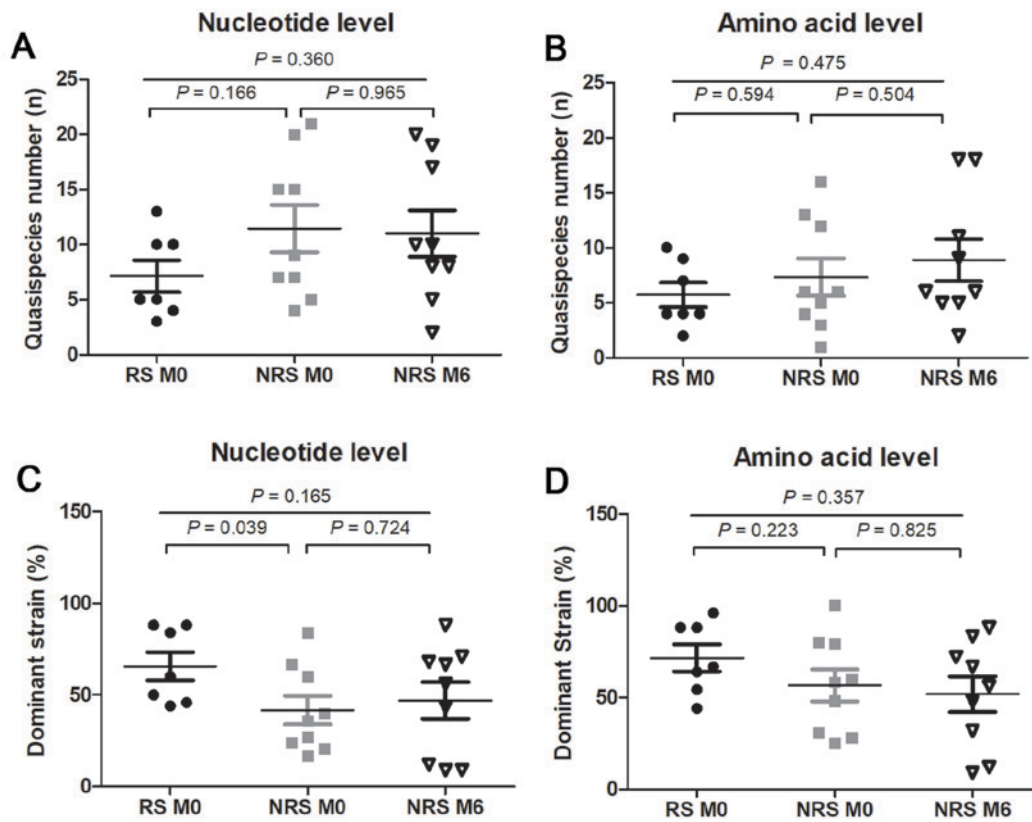 A
Nucleotide level
P = 0.360
P = 0.166
P = 0.965
Quasispecies number (n)
25
20
15
10
5
0
RS M0
NRS M0
NRS M6
B
Amino acid level
P = 0.475
P = 0.594
P = 0.504
Quasispecies number (n)
25
20
15
10
5
0
RS M0
NRS M0
NRS M6
C
Nucleotide level
P = 0.165
P = 0.039
P = 0.724
Dominant strain (%)
150
100
50
0
RS M0
NRS M0
NRS M6
D
Amino acid level
P = 0.357
P = 0.223
P = 0.825
Dominant Strain (%)
150
100
50
0
RS M0
NRS M0
NRS M6